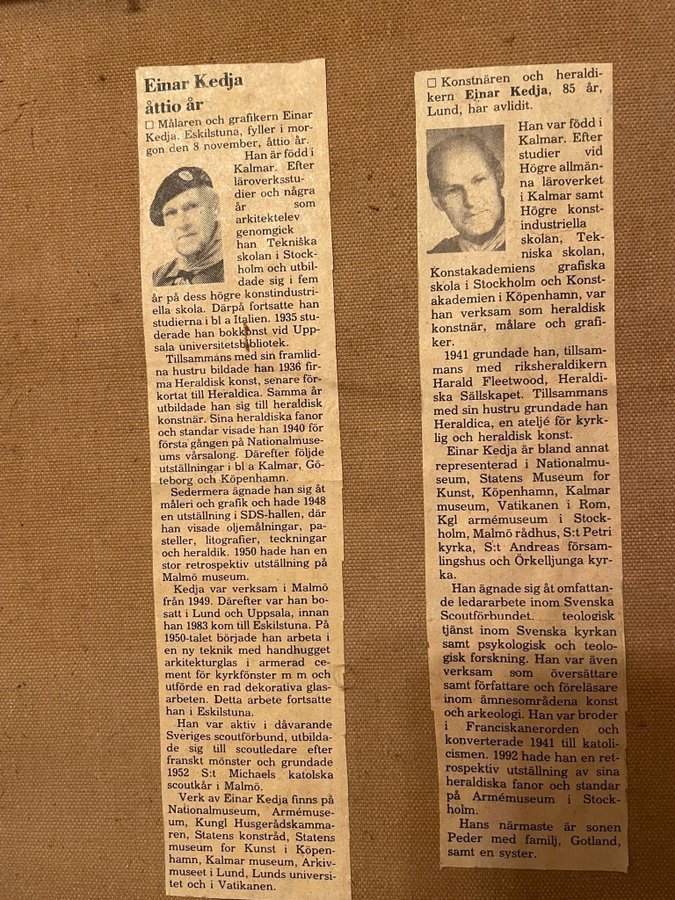 Einar Kedja
åttio år
□ Målaren och grafikern Einar
Kedja, Eskilstuna, fyller i mor-
gon den 8 november, åttio år.
Han är född i
Kalmar. Efter
läroverksstu-
dier och några
år som
arkitektelev
genomgick
han Tekniska
skolan i Stock-
holm och utbil-
dade sig i fem
år på dess högre konstindustri-
ella skola. Därpå fortsatte han
studierna i bl a Italien. 1935 stu-
derade han bokkonst vid Upp-
sala universitetsbibliotek.
Tillsammans med sin framlid-
na hustru bildade han 1936 fir-
ma Heraldisk konst, senare för-
kortat till Heraldica. Samma år
utbildade han sig till heraldisk
konstnär. Sina heraldiska fanor
och standar visade han 1940 för
första gången på Nationalmuse-
ums vårsalong. Därefter följde
utställningar i bl a Kalmar, Gö-
teborg och Köpenhamn.
Sedermera ägnade han sig åt
måleri och grafik och hade 1948
en utställning i SDS-hallen, där
han visade oljemålningar, pa-
steller, litografier, teckningar
och heraldik. 1950 hade han en
stor retrospektiv utställning på
Malmö museum.
Kedja var verksam i Malmö
från 1949. Därefter var han bo-
satt i Lund och Uppsala, innan
han 1983 kom till Eskilstuna. På
1950-talet började han arbeta i
en ny teknik med handhugget
arkitekturglas i armerad ce-
ment för kyrkfönster m m och
utförde en rad dekorativa glas-
arbeten. Detta arbete fortsatte
han i Eskilstuna.
Han var aktiv i dåvarande
Sveriges scoutförbund, utbilda-
de sig till scoutledare efter
franskt mönster och grundade
1952 S:t Michaels katolska
scoutkår i Malmö.
Verk av Einar Kedja finns på
Nationalmuseum, Armémuse-
um, Kungl Husgerådskamma-
ren, Statens konstråd, Statens
museum for Kunst i Köpen-
hamn, Kalmar museum, Arkiv-
museet i Lund, Lunds universi-
tet och i Vatikanen.
□ Konstnären och heraldi-
kern Einar Kedja, 85 år,
Lund, har avlidit.
Han var född i
Kalmar. Efter
studier vid
Högre allmän-
na läroverket
i Kalmar samt
Högre konst-
industriella
skolan, Tek-
niska skolan,
Konstakademiens grafiska
skola i Stockholm och Konst-
akademien i Köpenhamn, var
han verksam som heraldisk
konstnär, målare och grafi-
ker.
1941 grundade han, tillsam-
mans med riksheraldikern
Harald Fleetwood, Heraldi-
ska Sällskapet. Tillsammans
med sin hustru grundade han
Heraldica, en ateljé för kyrk-
lig och heraldisk konst.
Einar Kedja är bland annat
representerad i Nationalmu-
seum, Statens Museum for
Kunst, Köpenhamn, Kalmar
museum, Vatikanen i Rom,
Kgl armémuseum i Stock-
holm, Malmö rådhus, S:t Petri
kyrka, S:t Andreas försam-
lingshus och Örkelljunga kyr-
ka.
Han ägnade sig åt omfattan-
de ledararbete inom Svenska
Scoutförbundet. teologisk
tjänst inom Svenska kyrkan
samt psykologisk och teolo-
gisk forskning. Han var även
verksam som översättare
samt författare och föreläsare
inom ämnesområdena konst
och arkeologi. Han var broder
i Franciskanerorden och
konverterade 1941 till katoli-
cismen. 1992 hade han en ret-
rospektiv utställning av sina
heraldiska fanor och standar
på Armémuseum i Stock-
holm.
Hans närmaste är sonen
Peder med familj, Gotland,
samt en syster.